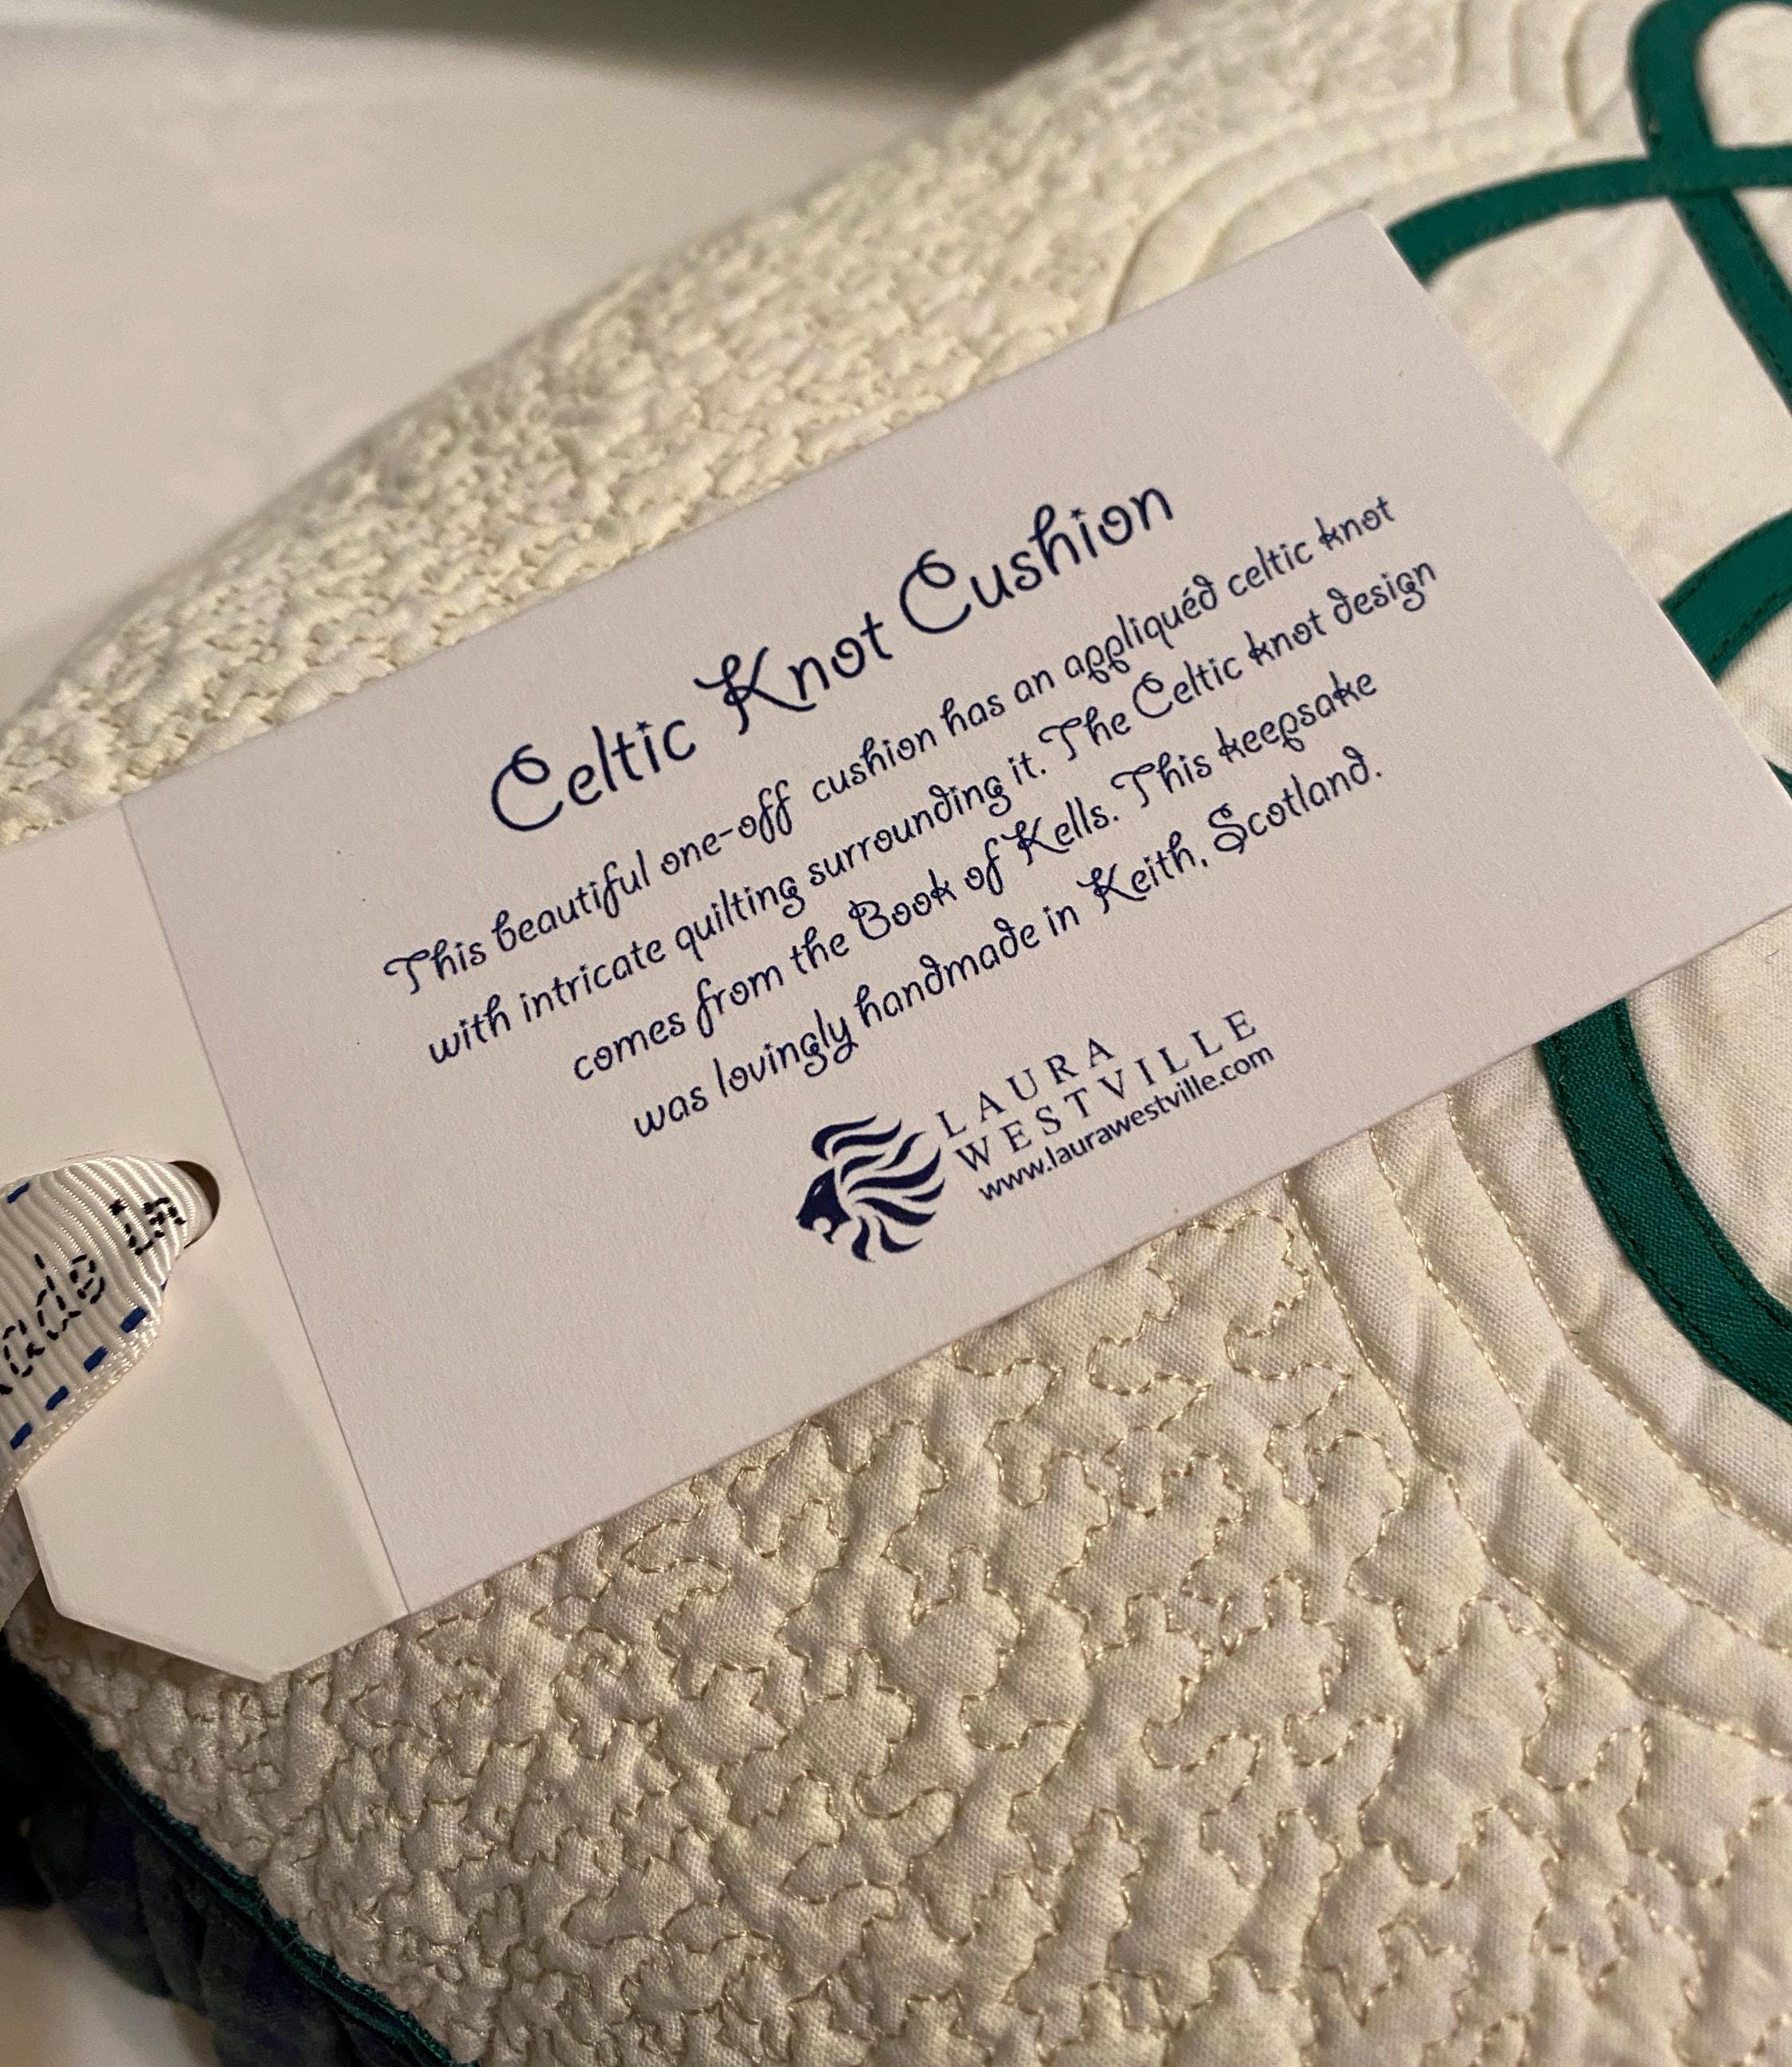 Celtic Knot Cushion
This beautiful one-off cushion has an appliquéd celtic knot
with intricate quilting surrounding it. The Celtic knot design
comes from the Book of Kells. This keepsake
was lovingly handmade in Keith, Scotland.
LAURA
WESTVILLE
www.laurawestville.com
in